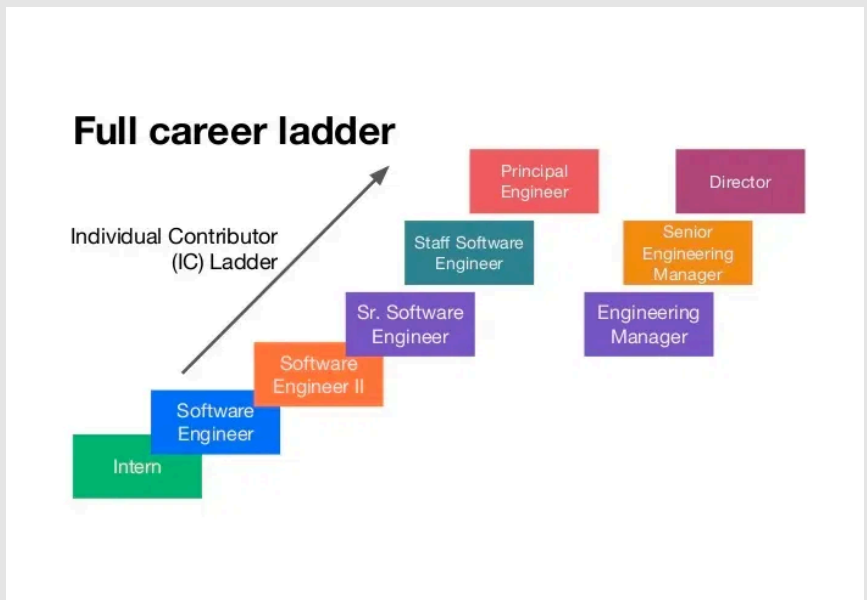 Full career ladder
Individual Contributor
(IC) Ladder
Principal
Engineer
Director
Staff Software
Engineer
Senior
Engineering
Manager
Sr. Software
Engineer
Engineering
Manager
Software
Engineer II
Software
Engineer
Intern